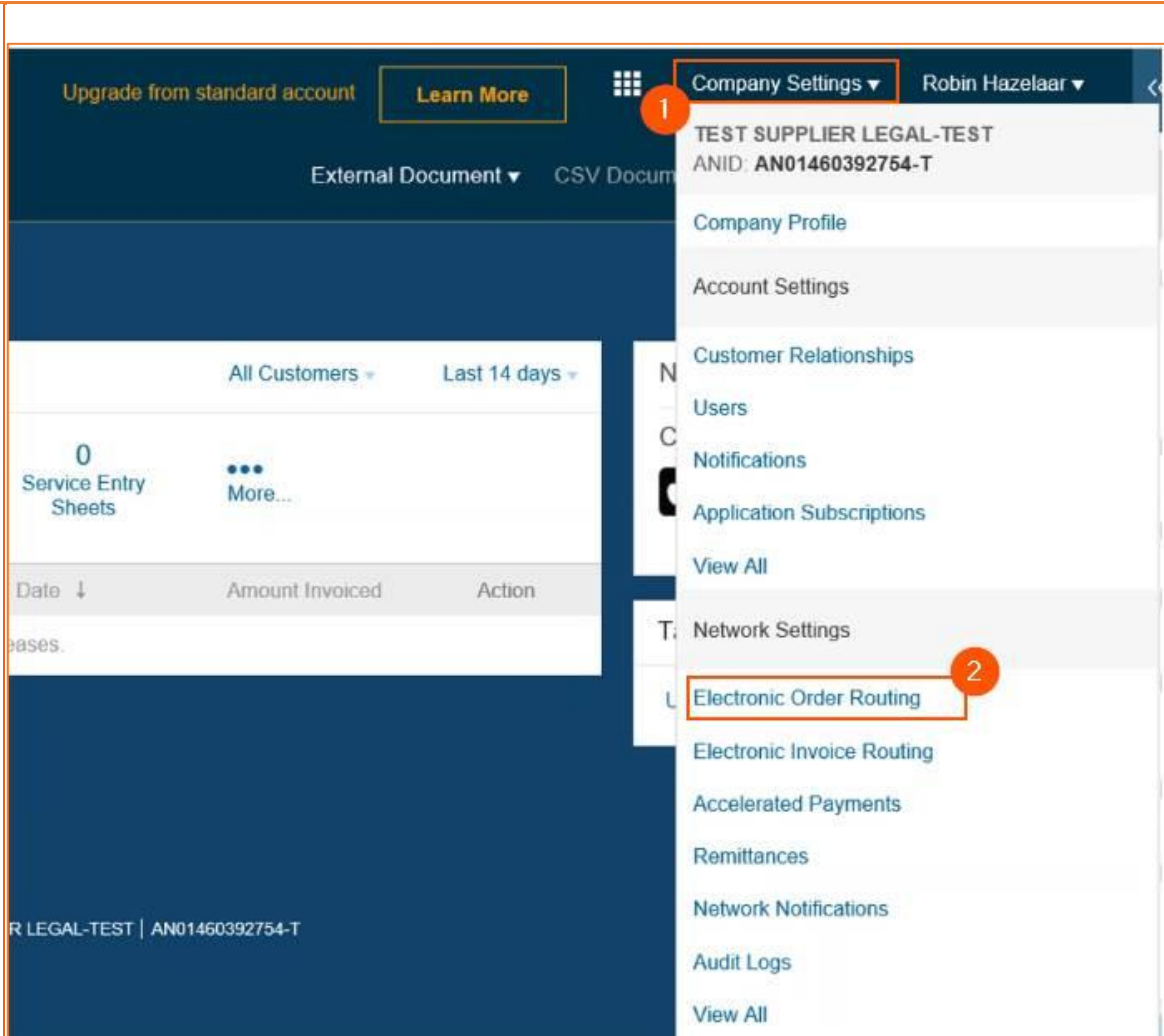 Upgrade from standard account
Learn More
Company Settings
Robin Hazelaar
1
External Document
CSV Docum
TEST SUPPLIER LEGAL-TEST
ANID: AN01460392754-T
Company Profile
Account Settings
Customer Relationships
Users
Notifications
Application Subscriptions
View All
Network Settings
2
Electronic Order Routing
Electronic Invoice Routing
Accelerated Payments
Remittances
Network Notifications
Audit Logs
View All
All Customers
Last 14 days
0
Service Entry
Sheets
More...
Date ↓
Amount Invoiced
Action
eases.
N
C
Ta
R LEGAL-TEST | AN01460392754-T